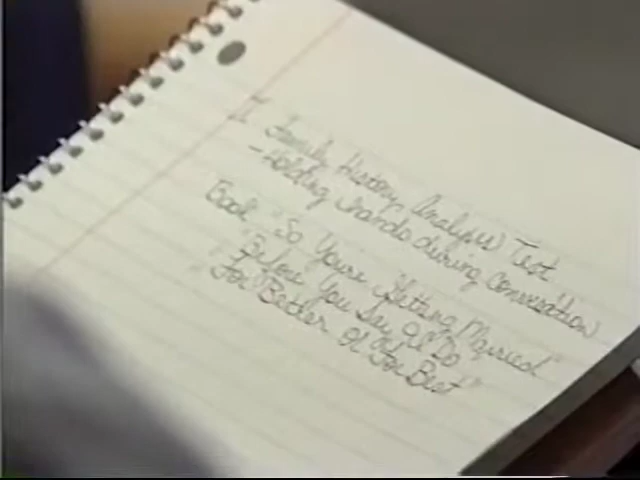 I Family History Analysis Test
- Holding hands during conversation
Book "So You're Getting Married"
"Before You Say I Do"
"For Better or For Best"